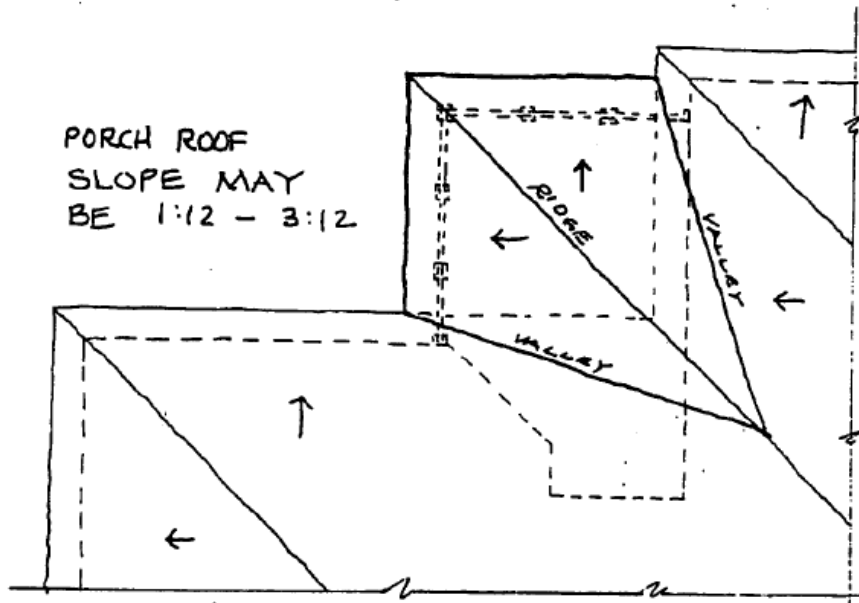 PORCH ROOF
SLOPE MAY
BE 1:12 - 3:12
RIDGE
VALLEY
VALLEY